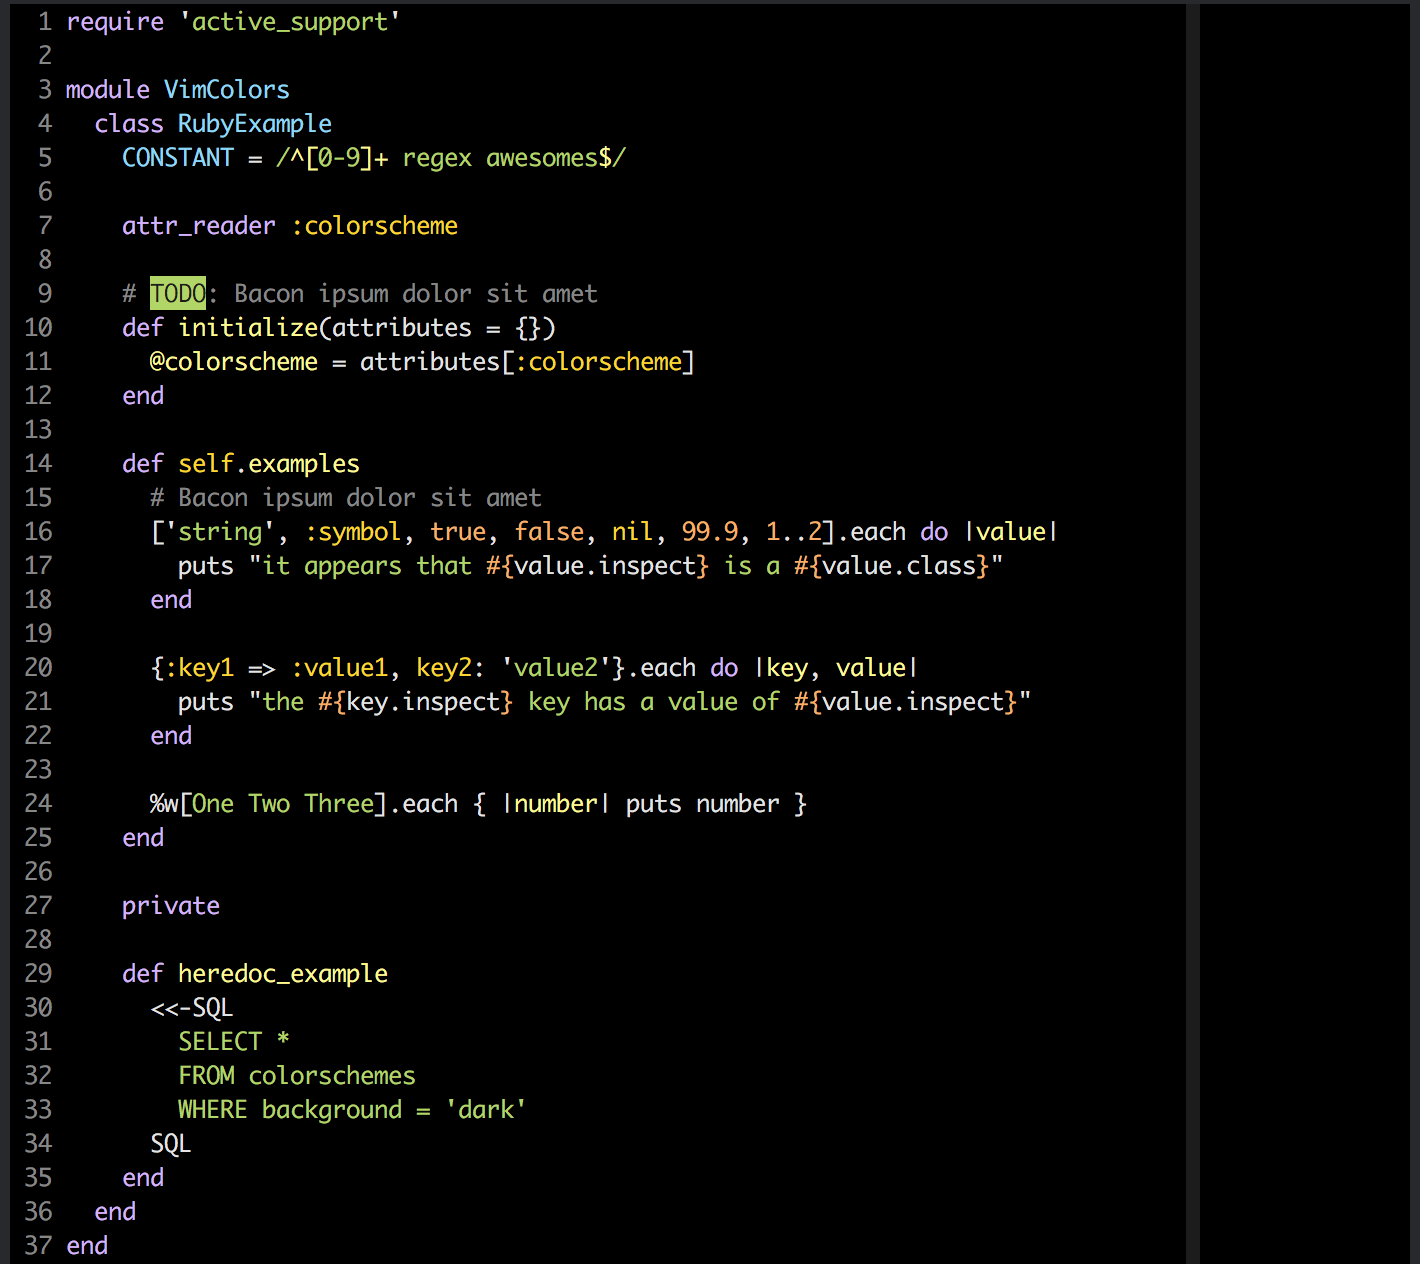 1 require 'active_support'
2
3 module VimColors
4   class RubyExample
5     CONSTANT = /^[0-9]+ regex awesomes$/
6
7     attr_reader :colorscheme
8
9     # TODO: Bacon ipsum dolor sit amet
10     def initialize(attributes = {})
11       @colorscheme = attributes[:colorscheme]
12     end
13
14     def self.examples
15       # Bacon ipsum dolor sit amet
16       ['string', :symbol, true, false, nil, 99.9, 1..2].each do |value|
17         puts "it appears that #{value.inspect} is a #{value.class}"
18       end
19
20       {:key1 => :value1, key2: 'value2'}.each do |key, value|
21         puts "the #{key.inspect} key has a value of #{value.inspect}"
22       end
23
24       %w[One Two Three].each { |number| puts number }
25     end
26
27     private
28
29     def heredoc_example
30       <<-SQL
31         SELECT *
32         FROM colorschemes
33         WHERE background = 'dark'
34       SQL
35     end
36   end
37 end